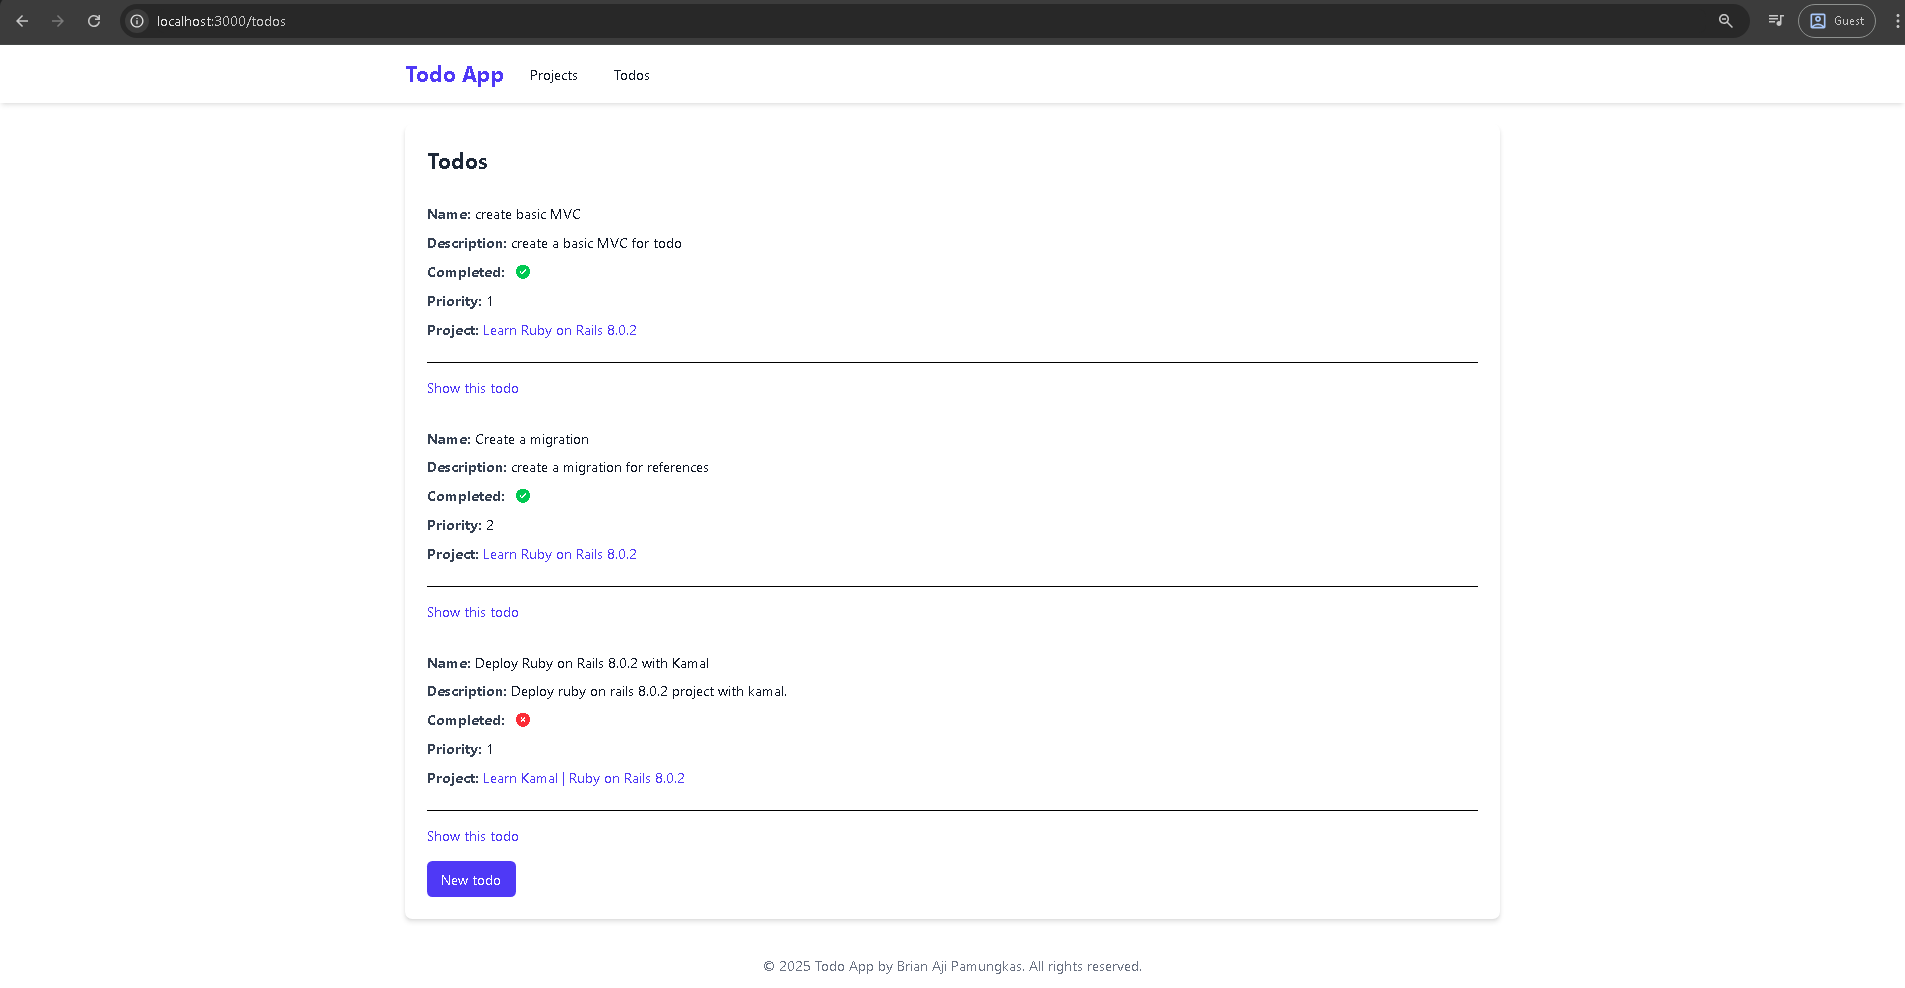 localhost:3000/todos
Guest
Todo App Projects Todos
Todos
Name: create basic MVC
Description: create a basic MVC for todo
Completed:
Priority: 1
Project: Learn Ruby on Rails 8.0.2
Show this todo
Name: Create a migration
Description: create a migration for references
Completed:
Priority: 2
Project: Learn Ruby on Rails 8.0.2
Show this todo
Name: Deploy Ruby on Rails 8.0.2 with Kamal
Description: Deploy ruby on rails 8.0.2 project with kamal.
Completed:
Priority: 1
Project: Learn Kamal | Ruby on Rails 8.0.2
Show this todo
New todo
© 2025 Todo App by Brian Aji Pamungkas. All rights reserved.